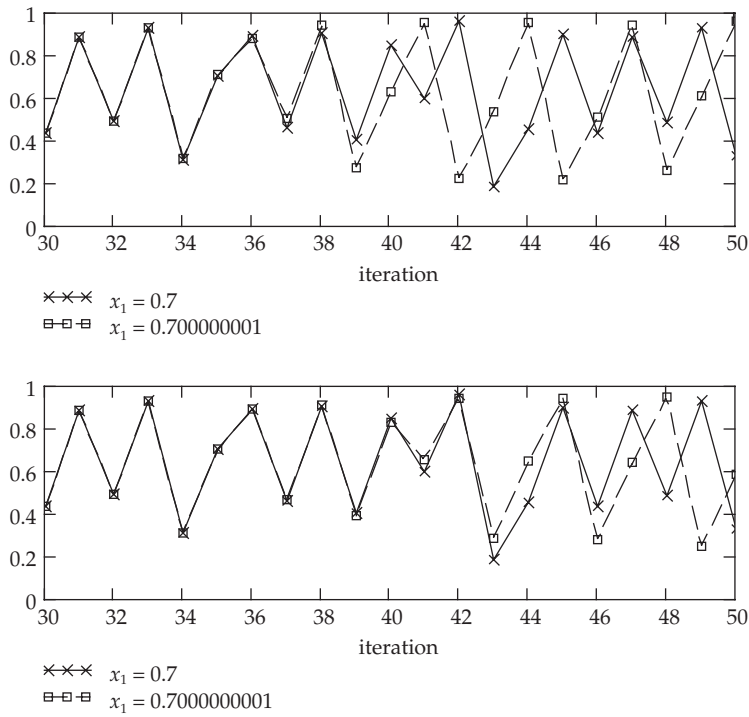 1
0.8
0.6
0.4
0.2
0
30 32 34 36 38 40 42 44 46 48 50
iteration
x₁ = 0.7
x₁ = 0.700000001
1
0.8
0.6
0.4
0.2
0
30 32 34 36 38 40 42 44 46 48 50
iteration
x₁ = 0.7
x₁ = 0.7000000001